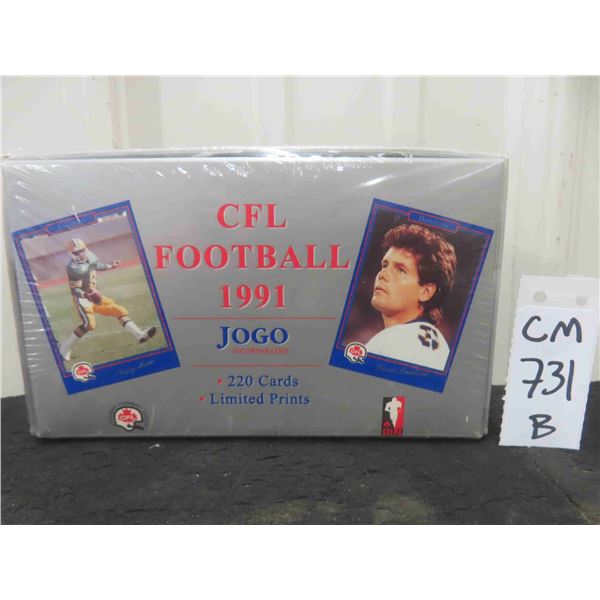 CFL
FOOTBALL
1991
JOGO
INCORPORATED
• 220 Cards
• Limited Prints
CM
731
B